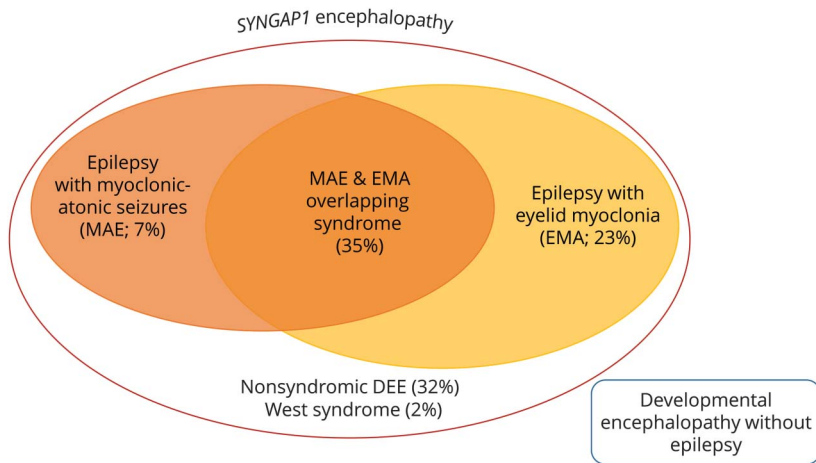 SYNGAP1 encephalopathy
Epilepsy
with myoclonic-
atonic seizures
(MAE; 7%)
MAE & EMA
overlapping
syndrome
(35%)
Epilepsy with
eyelid myoclonia
(EMA; 23%)
Nonsyndromic DEE (32%)
West syndrome (2%)
Developmental
encephalopathy without
epilepsy